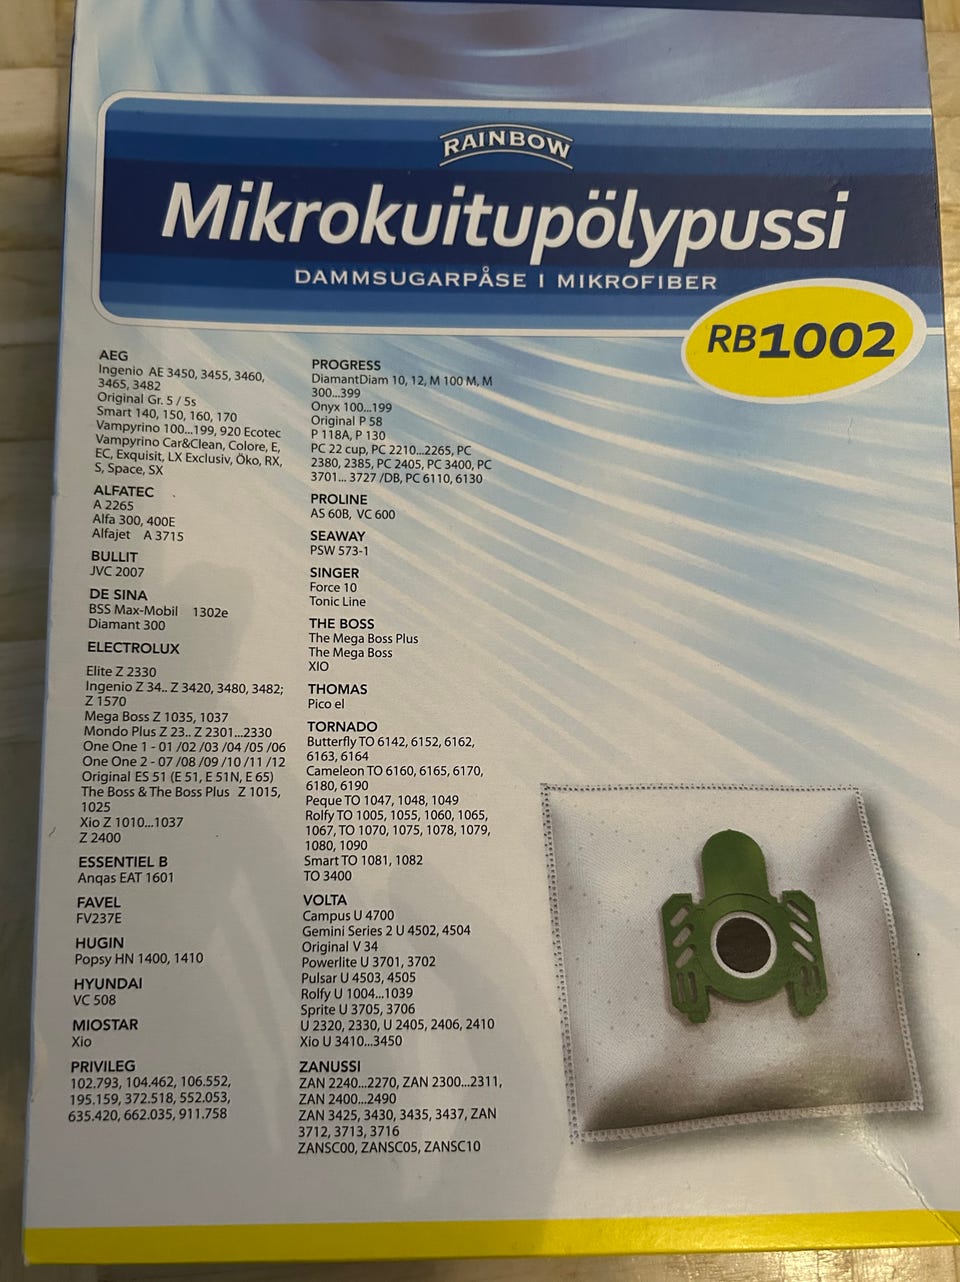 RAINBOW
Mikrokuitupölypussi
DAMMSUGARPÅSE I MIKROFIBER
RB1002
AEG
Ingenio AE 3450, 3455, 3460,
3465, 3482
Original Gr. 5 / 5s
Smart 140, 150, 160, 170
Vampyrino 100...199, 920 Ecotec
Vampyrino Car&Clean, Colore, E,
EC, Exquisit, LX Exclusiv, Öko, RX,
S, Space, SX
ALFATEC
A 2265
Alfa 300, 400E
Alfajet A 3715
BULLIT
JVC 2007
DE SINA
BSS Max-Mobil 1302e
Diamant 300
ELECTROLUX
Elite Z 2330
Ingenio Z 34.. Z 3420, 3480, 3482;
Z 1570
Mega Boss Z 1035, 1037
Mondo Plus Z 23.. Z 2301...2330
One One 1 - 01 /02 /03 /04 /05 /06
One One 2 - 07 /08 /09 /10 /11 /12
Original ES 51 (E 51, E 51N, E 65)
The Boss & The Boss Plus Z 1015,
1025
Xio Z 1010...1037
Z 2400
ESSENTIEL B
Anqas EAT 1601
FAVEL
FV237E
HUGIN
Popsy HN 1400, 1410
HYUNDAI
VC 508
MIOSTAR
Xio
PRIVILEG
102.793, 104.462, 106.552,
195.159, 372.518, 552.053,
635.420, 662.035, 911.758
PROGRESS
DiamantDiam 10, 12, M 100 M, M
300...399
Onyx 100...199
Original P 58
P 118A, P 130
PC 22 cup, PC 2210...2265, PC
2380, 2385, PC 2405, PC 3400, PC
3701... 3727 /DB, PC 6110, 6130
PROLINE
AS 60B, VC 600
SEAWAY
PSW 573-1
SINGER
Force 10
Tonic Line
THE BOSS
The Mega Boss Plus
The Mega Boss
XIO
THOMAS
Pico el
TORNADO
Butterfly TO 6142, 6152, 6162,
6163, 6164
Cameleon TO 6160, 6165, 6170,
6180, 6190
Peque TO 1047, 1048, 1049
Rolfy TO 1005, 1055, 1060, 1065,
1067, TO 1070, 1075, 1078, 1079,
1080, 1090
Smart TO 1081, 1082
TO 3400
VOLTA
Campus U 4700
Gemini Series 2 U 4502, 4504
Original V 34
Powerlite U 3701, 3702
Pulsar U 4503, 4505
Rolfy U 1004...1039
Sprite U 3705, 3706
U 2320, 2330, U 2405, 2406, 2410
Xio U 3410...3450
ZANUSSI
ZAN 2240...2270, ZAN 2300...2311,
ZAN 2400...2490
ZAN 3425, 3430, 3435, 3437, ZAN
3712, 3713, 3716
ZANSC00, ZANSC05, ZANSC10